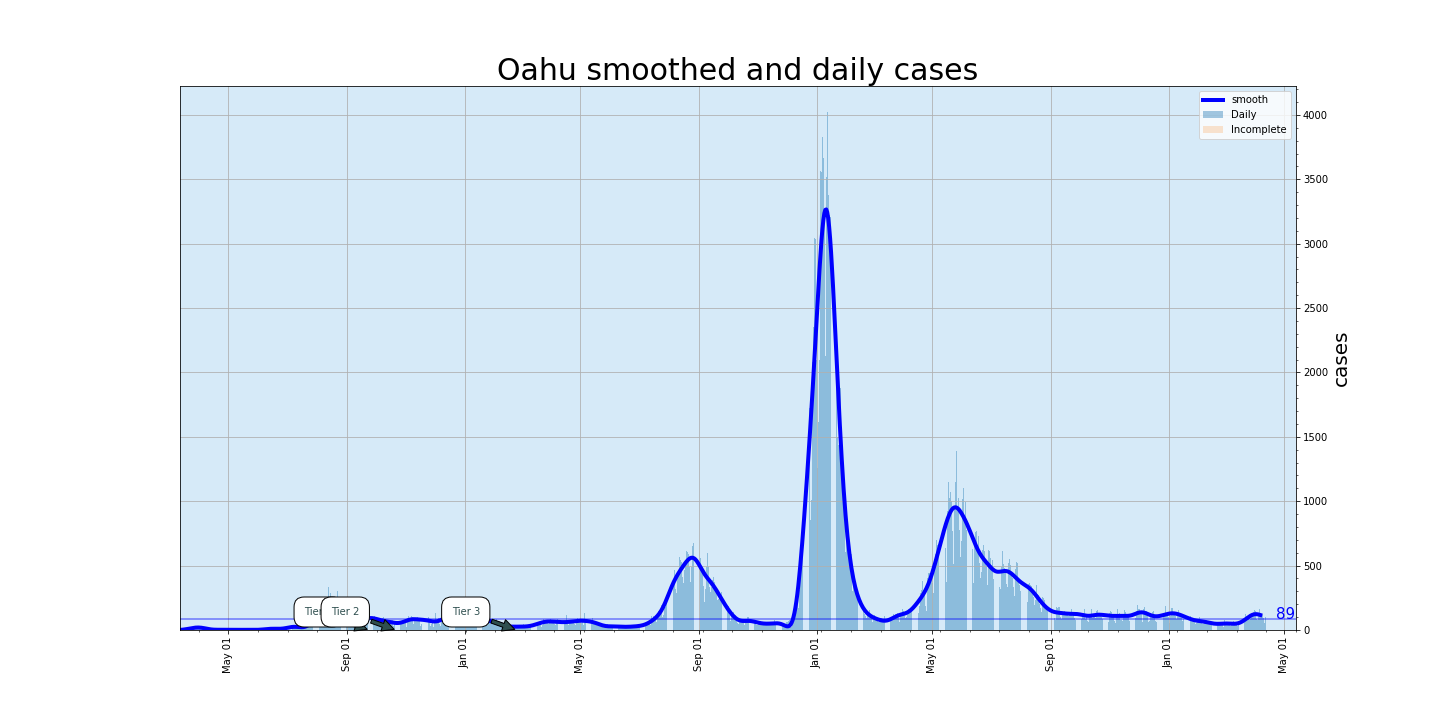 Oahu smoothed and daily cases
smooth
Daily
Incomplete
4000
3500
3000
2500
2000
1500
1000
500
0
cases
89
Tier 2
Tier 3
May 01
Sep 01
Jan 01
May 01
Sep 01
Jan 01
May 01
Sep 01
Jan 01
May 01